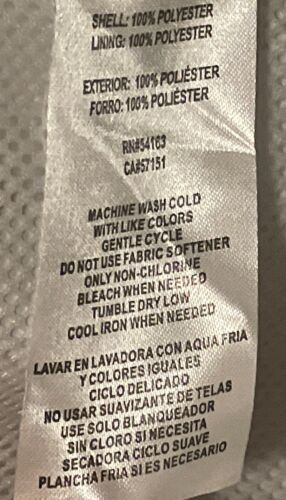 SHELL: 100% POLYESTER
LINING: 100% POLYESTER
EXTERIOR: 100% POLIÉSTER
FORRO: 100% POLIÉSTER
RN#54163
CA#57151
MACHINE WASH COLD
WITH LIKE COLORS
GENTLE CYCLE
DO NOT USE FABRIC SOFTENER
ONLY NON-CHLORINE
BLEACH WHEN NEEDED
TUMBLE DRY LOW
COOL IRON WHEN NEEDED
LAVAR EN LAVADORA CON AQUA FRIA
Y COLORES IGUALES
CICLO DELICADO
NO USAR SUAVIZANTE DE TELAS
USE SOLO BLANQUEADOR
SIN CLORO SI NECESITA
SECADORA CICLO SUAVE
PLANCHA FRIA SI ES NECESARIO